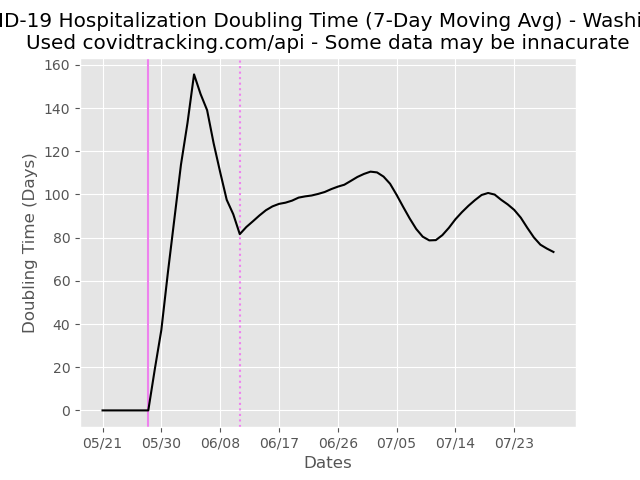 ID-19 Hospitalization Doubling Time (7-Day Moving Avg) - Washi
Used covidtracking.com/api - Some data may be innacurate
160
140
120
100
80
60
40
20
0
Doubling Time (Days)
05/21 05/30 06/08 06/17 06/26 07/05 07/14 07/23
Dates